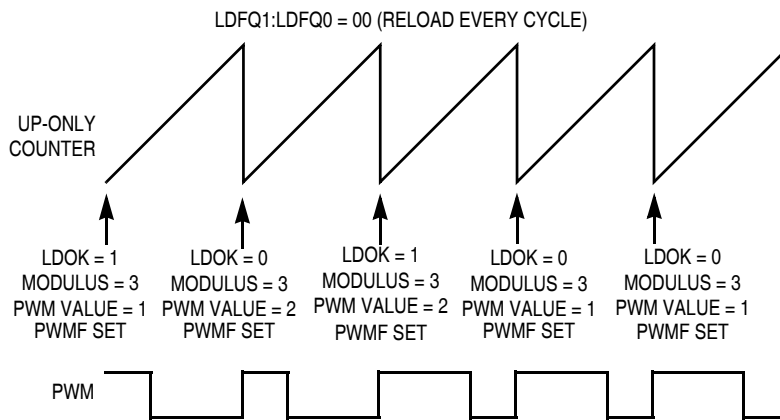 LDFQ1:LDFQ0 = 00 (RELOAD EVERY CYCLE)
UP-ONLY
COUNTER
LDOK = 1
MODULUS = 3
PWM VALUE = 1
PWMF SET
LDOK = 0
MODULUS = 3
PWM VALUE = 2
PWMF SET
LDOK = 1
MODULUS = 3
PWM VALUE = 2
PWMF SET
LDOK = 0
MODULUS = 3
PWM VALUE = 1
PWMF SET
LDOK = 0
MODULUS = 3
PWM VALUE = 1
PWMF SET
PWM